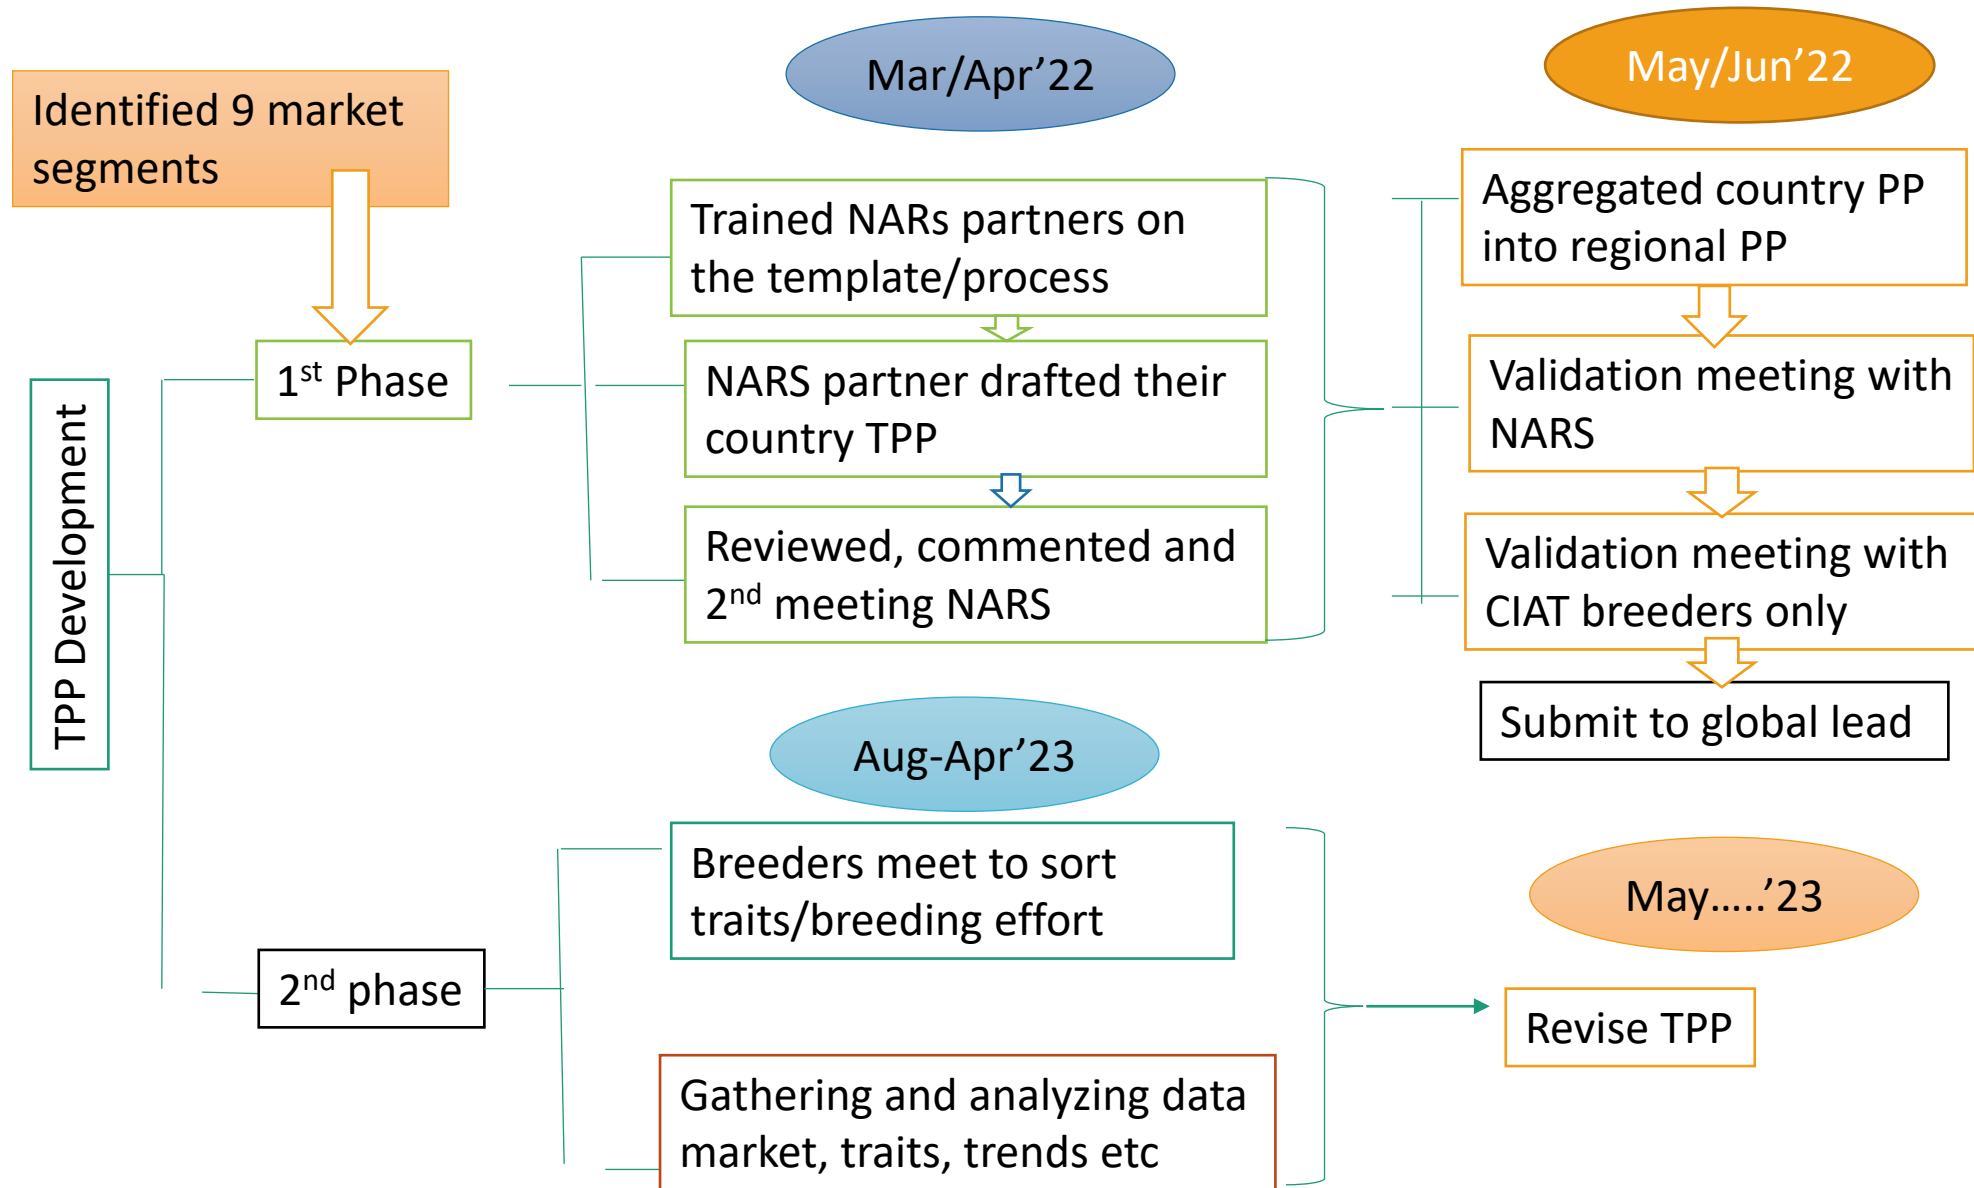 Mar/Apr’22
May/Jun’22
Identified 9 market
segments
Trained NARs partners on
the template/process
Aggregated country PP
into regional PP
TPP Development
1st Phase
NARS partner drafted their
country TPP
Validation meeting with
NARS
Reviewed, commented and
2nd meeting NARS
Validation meeting with
CIAT breeders only
Submit to global lead
Aug-Apr’23
Breeders meet to sort
traits/breeding effort
May…..’23
2nd phase
Revise TPP
Gathering and analyzing data
market, traits, trends etc